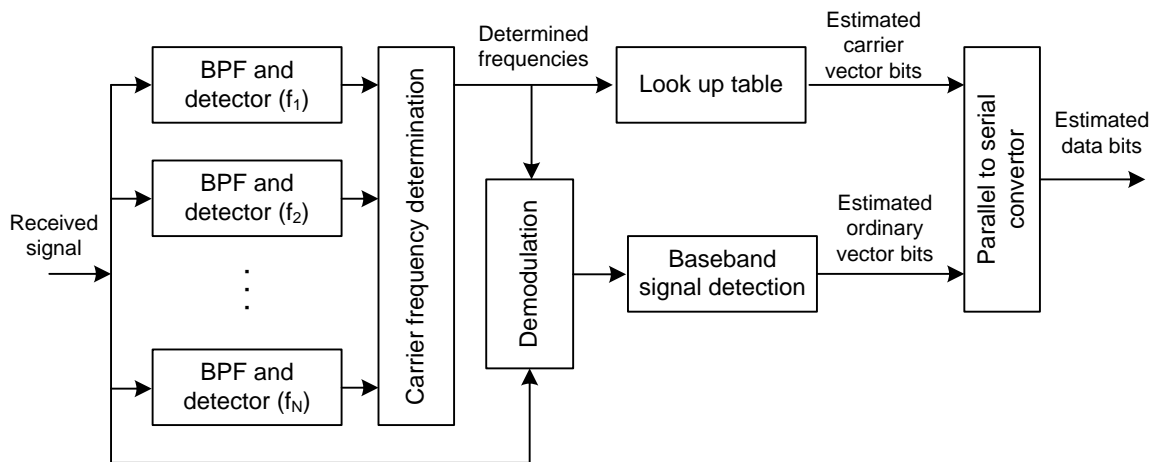 Received
signal
BPF and
detector (f₁)
BPF and
detector (f₂)
BPF and
detector (f_N)
Carrier frequency determination
Determined
frequencies
Look up table
Demodulation
Baseband
signal detection
Estimated
carrier
vector bits
Estimated
ordinary
vector bits
Parallel to serial
convertor
Estimated
data bits